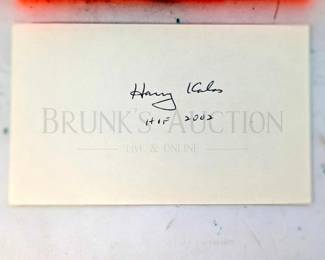 Harry Kalas
HOF 2002
BRUNK'S AUCTION
LIVE & ONLINE